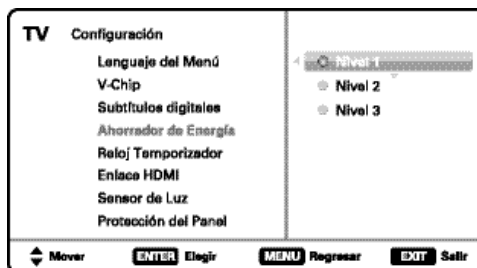 TV Configuración
Lenguaje del Menú
V-Chip
Subtítulos digitales
Ahorrador de Energía
Reloj Temporizador
Enlace HDMI
Sensor de Luz
Protección del Panel
Nivel 1
Nivel 2
Nivel 3
Mover ENTER Elegir MENU Regresar EXIT Salir